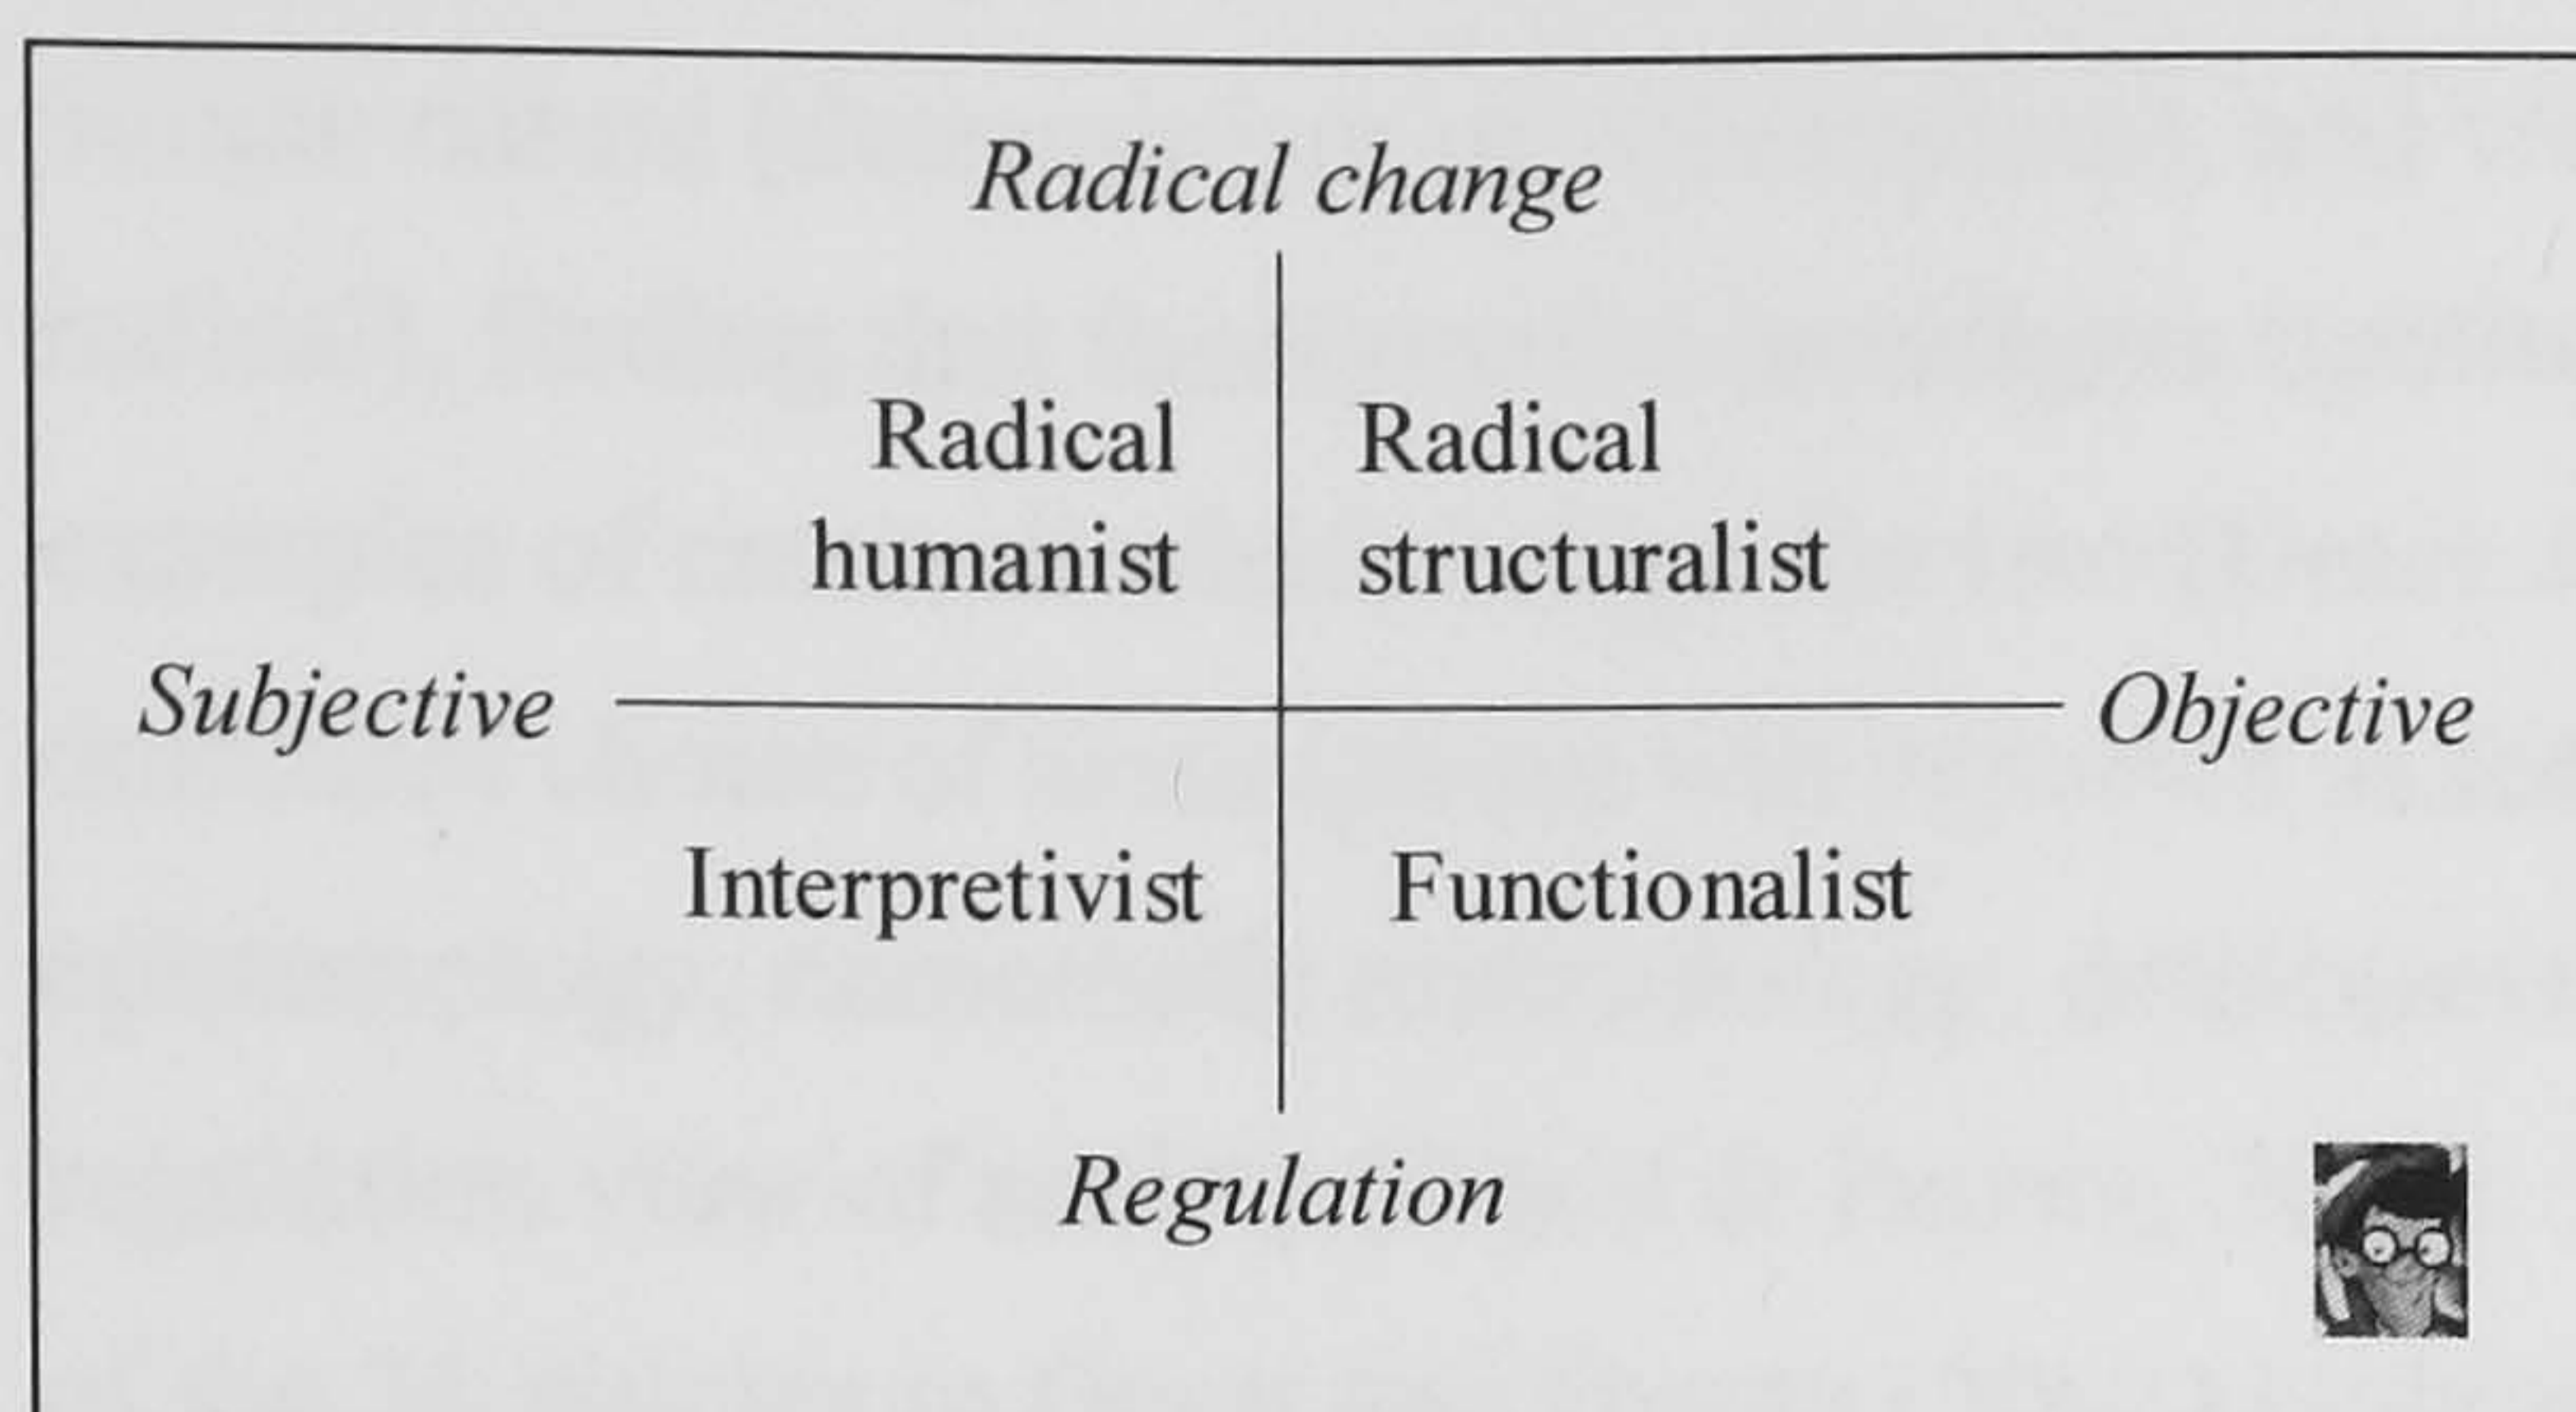 Radical change
Radical
humanist
Radical
structuralist
Subjective
Objective
Interpretivist
Functionalist
Regulation